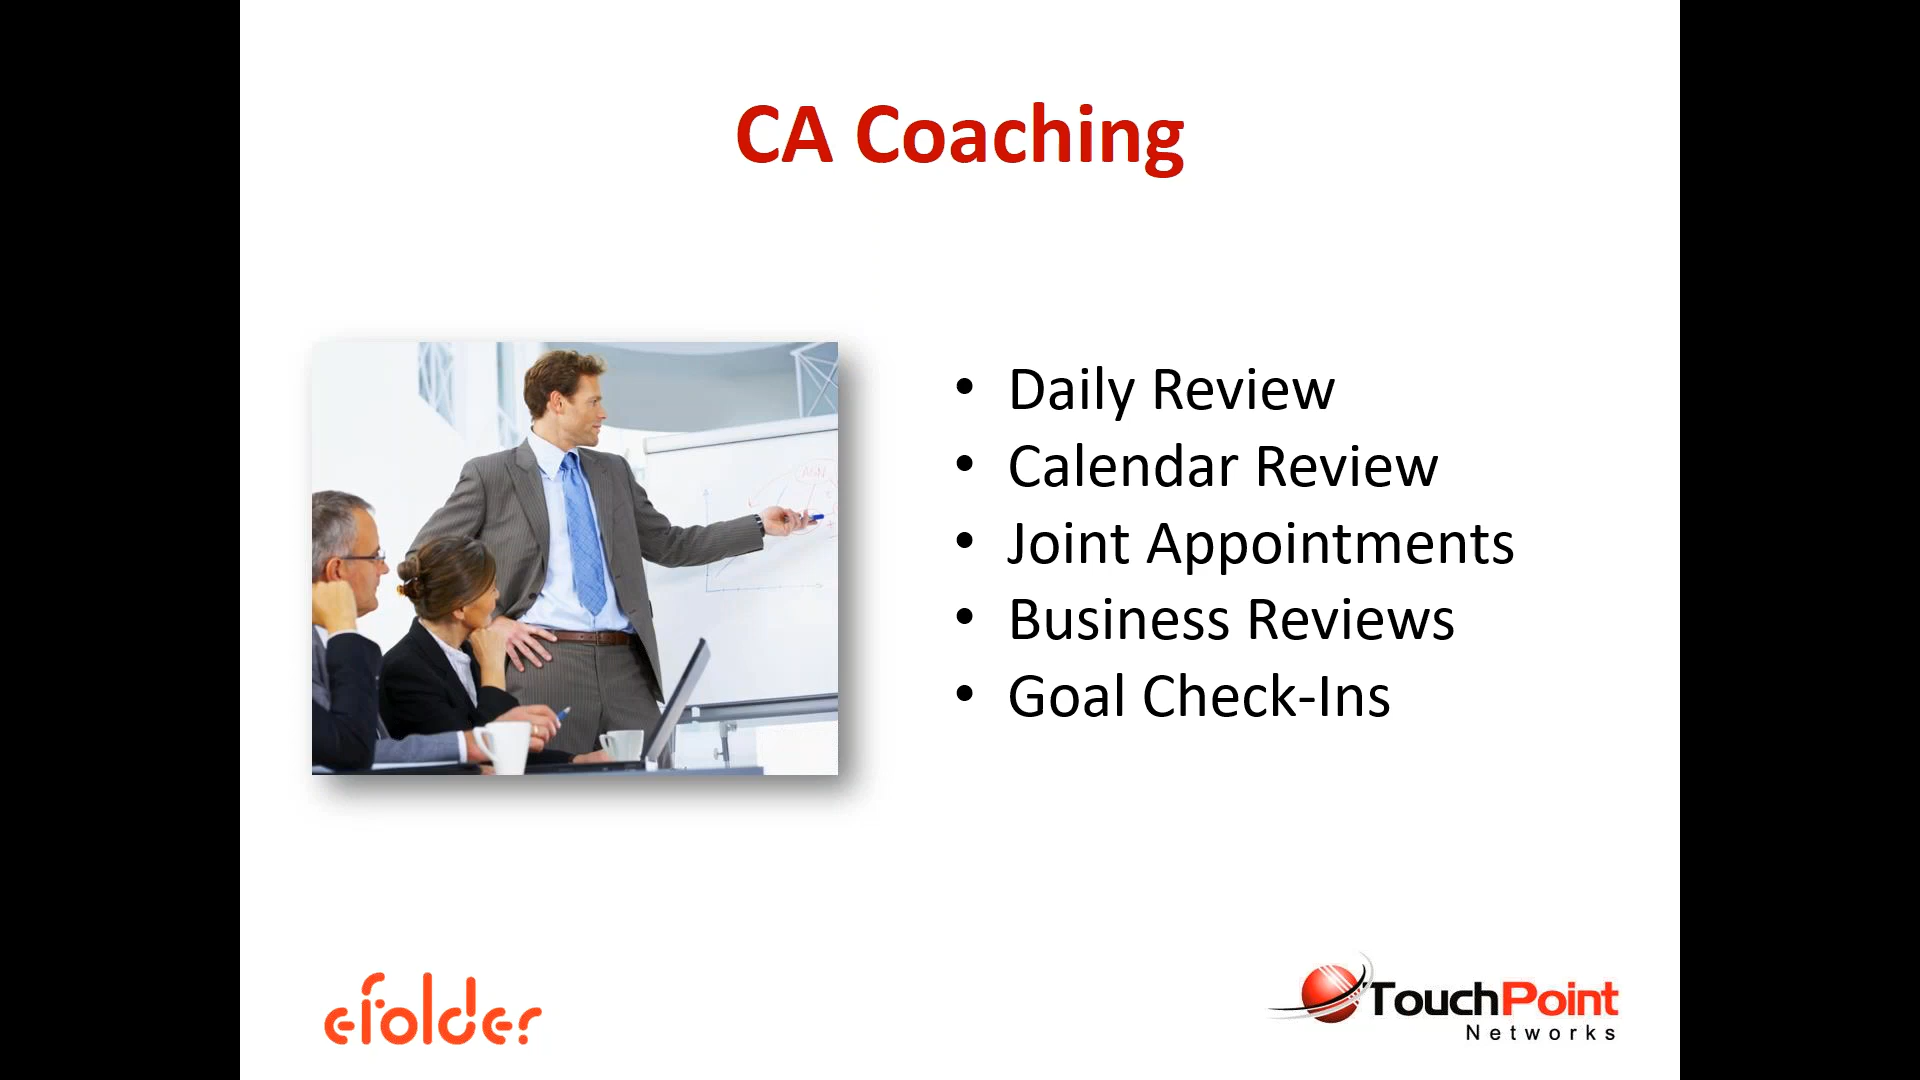 CA Coaching
• Daily Review
• Calendar Review
• Joint Appointments
• Business Reviews
• Goal Check-Ins
efolder
TouchPoint
Networks